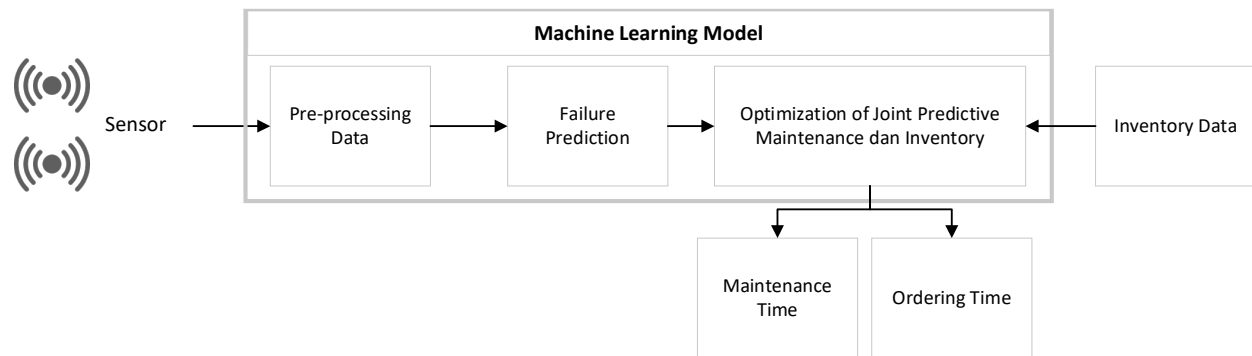 Machine Learning Model
Sensor
Pre-processing
Data
Failure
Prediction
Optimization of Joint Predictive
Maintenance dan Inventory
Inventory Data
Maintenance
Time
Ordering Time